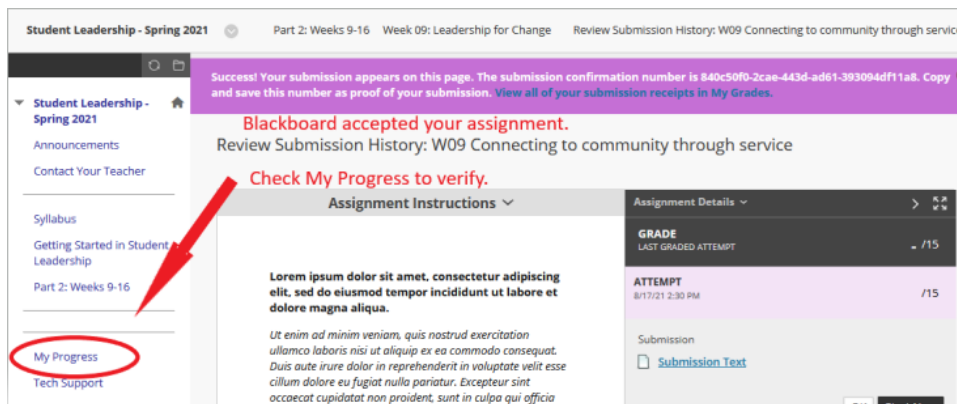 Student Leadership - Spring 2021
Part 2: Weeks 9-16 Week 09: Leadership for Change Review Submission History: W09 Connecting to community through servic
Success! Your submission appears on this page. The submission confirmation number is 840c50f0-2cae-443d-ad61-393094df11a8. Copy
and save this number as proof of your submission. View all of your submission receipts in My Grades.
Student Leadership -
Spring 2021
Announcements
Contact Your Teacher
Syllabus
Getting Started in Student
Leadership
Part 2: Weeks 9-16
My Progress
Tech Support
Blackboard accepted your assignment.
Review Submission History: W09 Connecting to community through service
Check My Progress to verify.
Assignment Instructions
Lorem ipsum dolor sit amet, consectetur adipiscing
elit, sed do eiusmod tempor incididunt ut labore et
dolore magna aliqua.
Ut enim ad minim veniam, quis nostrud exercitation
ullamco laboris nisi ut aliquip ex ea commodo consequat.
Duis aute irure dolor in reprehenderit in voluptate velit esse
cillum dolore eu fugiat nulla pariatur. Excepteur sint
occaecat cupidatat non proident, sunt in culpa qui officia
Assignment Details
GRADE
LAST GRADED ATTEMPT
- /15
ATTEMPT
8/17/21 2:30 PM
/15
Submission
Submission Text